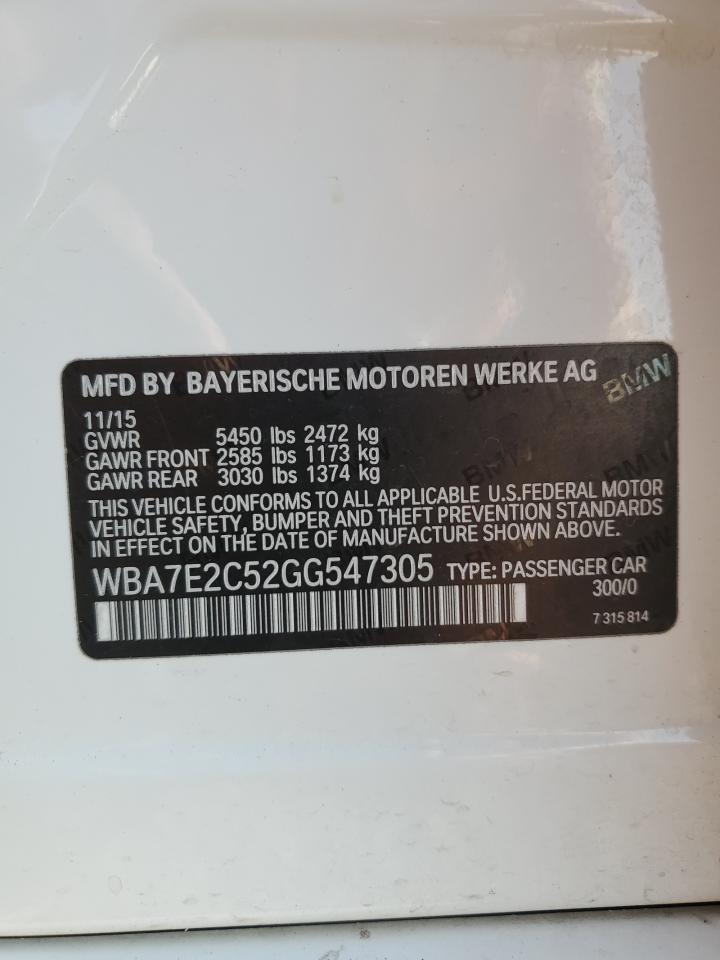 MFD BY BAYERISCHE MOTOREN WERKE AG
BMW
11/15
GVWR 5450 lbs 2472 kg
GAWR FRONT 2585 lbs 1173 kg
GAWR REAR 3030 lbs 1374 kg
THIS VEHICLE CONFORMS TO ALL APPLICABLE U.S.FEDERAL MOTOR
VEHICLE SAFETY, BUMPER AND THEFT PREVENTION STANDARDS
IN EFFECT ON THE DATE OF MANUFACTURE SHOWN ABOVE.
WBA7E2C52GG547305 TYPE: PASSENGER CAR
300/0
7 315 814